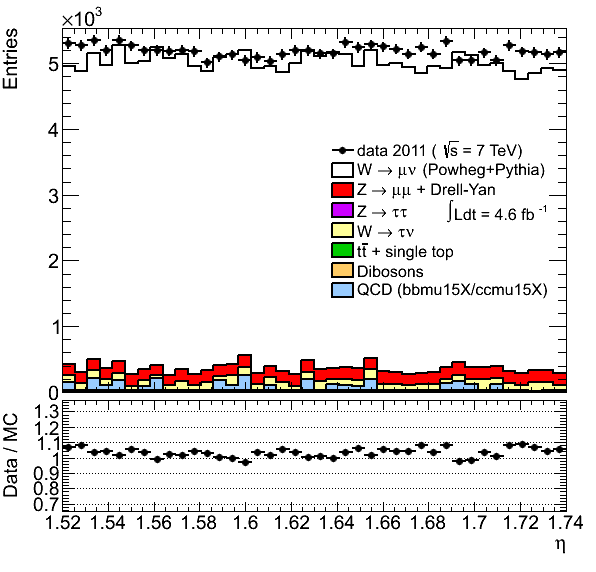 ×10³
Entries
5
4
3
2
1
0
data 2011 ( √s = 7 TeV)
W → μν (Powheg+Pythia)
Z → μμ + Drell-Yan
Z → ττ
∫Ldt = 4.6 fb⁻¹
W → τν
tt̄ + single top
Dibosons
QCD (bbmu15X/ccmu15X)
Data / MC
1.3
1.2
1.1
1
0.9
0.8
0.7
1.52 1.54 1.56 1.58 1.6 1.62 1.64 1.66 1.68 1.7 1.72 1.74
η